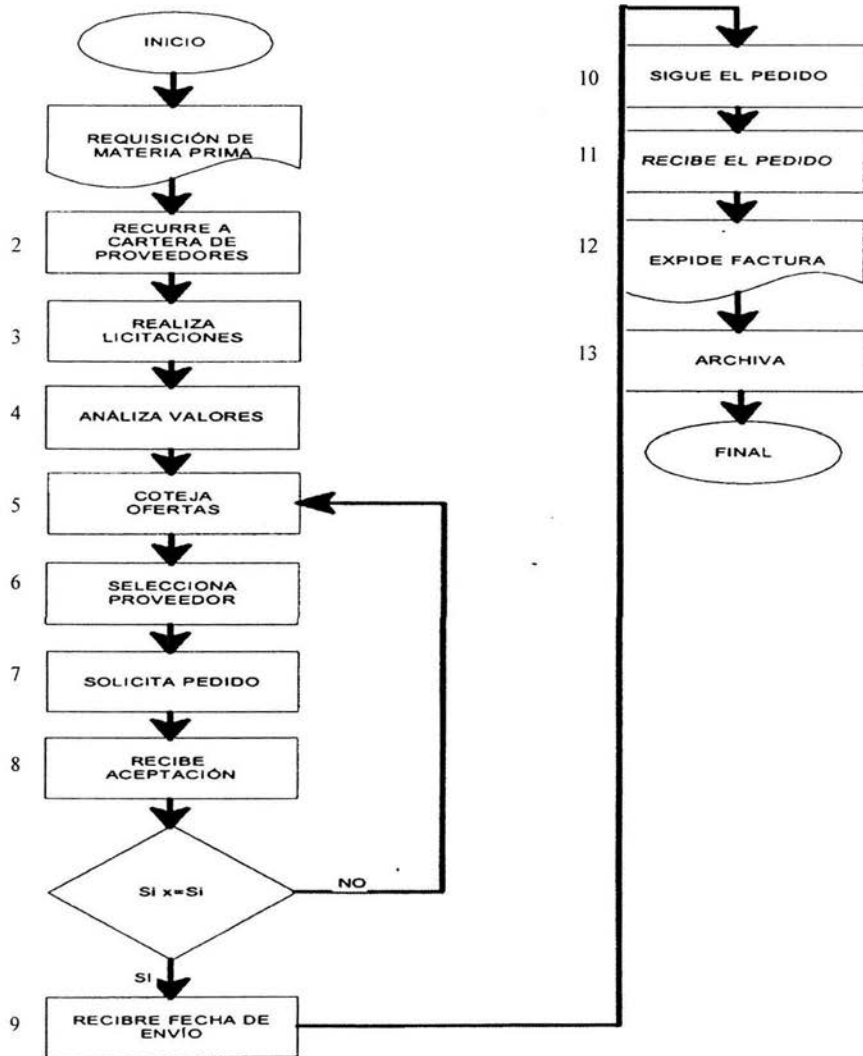 INICIO
REQUISICIÓN DE
MATERIA PRIMA
2
RECURRE A
CARTERA DE
PROVEEDORES
3
REALIZA
LICITACIONES
4
ANÁLIZA VALORES
5
COTEJA
OFERTAS
6
SELECCIONA
PROVEEDOR
7
SOLICITA PEDIDO
8
RECIBE
ACEPTACIÓN
Si x=Si
NO
SI
9
RECIBRE FECHA DE
ENVÍO
10
SIGUE EL PEDIDO
11
RECIBE EL PEDIDO
12
EXPIDE FACTURA
13
ARCHIVA
FINAL